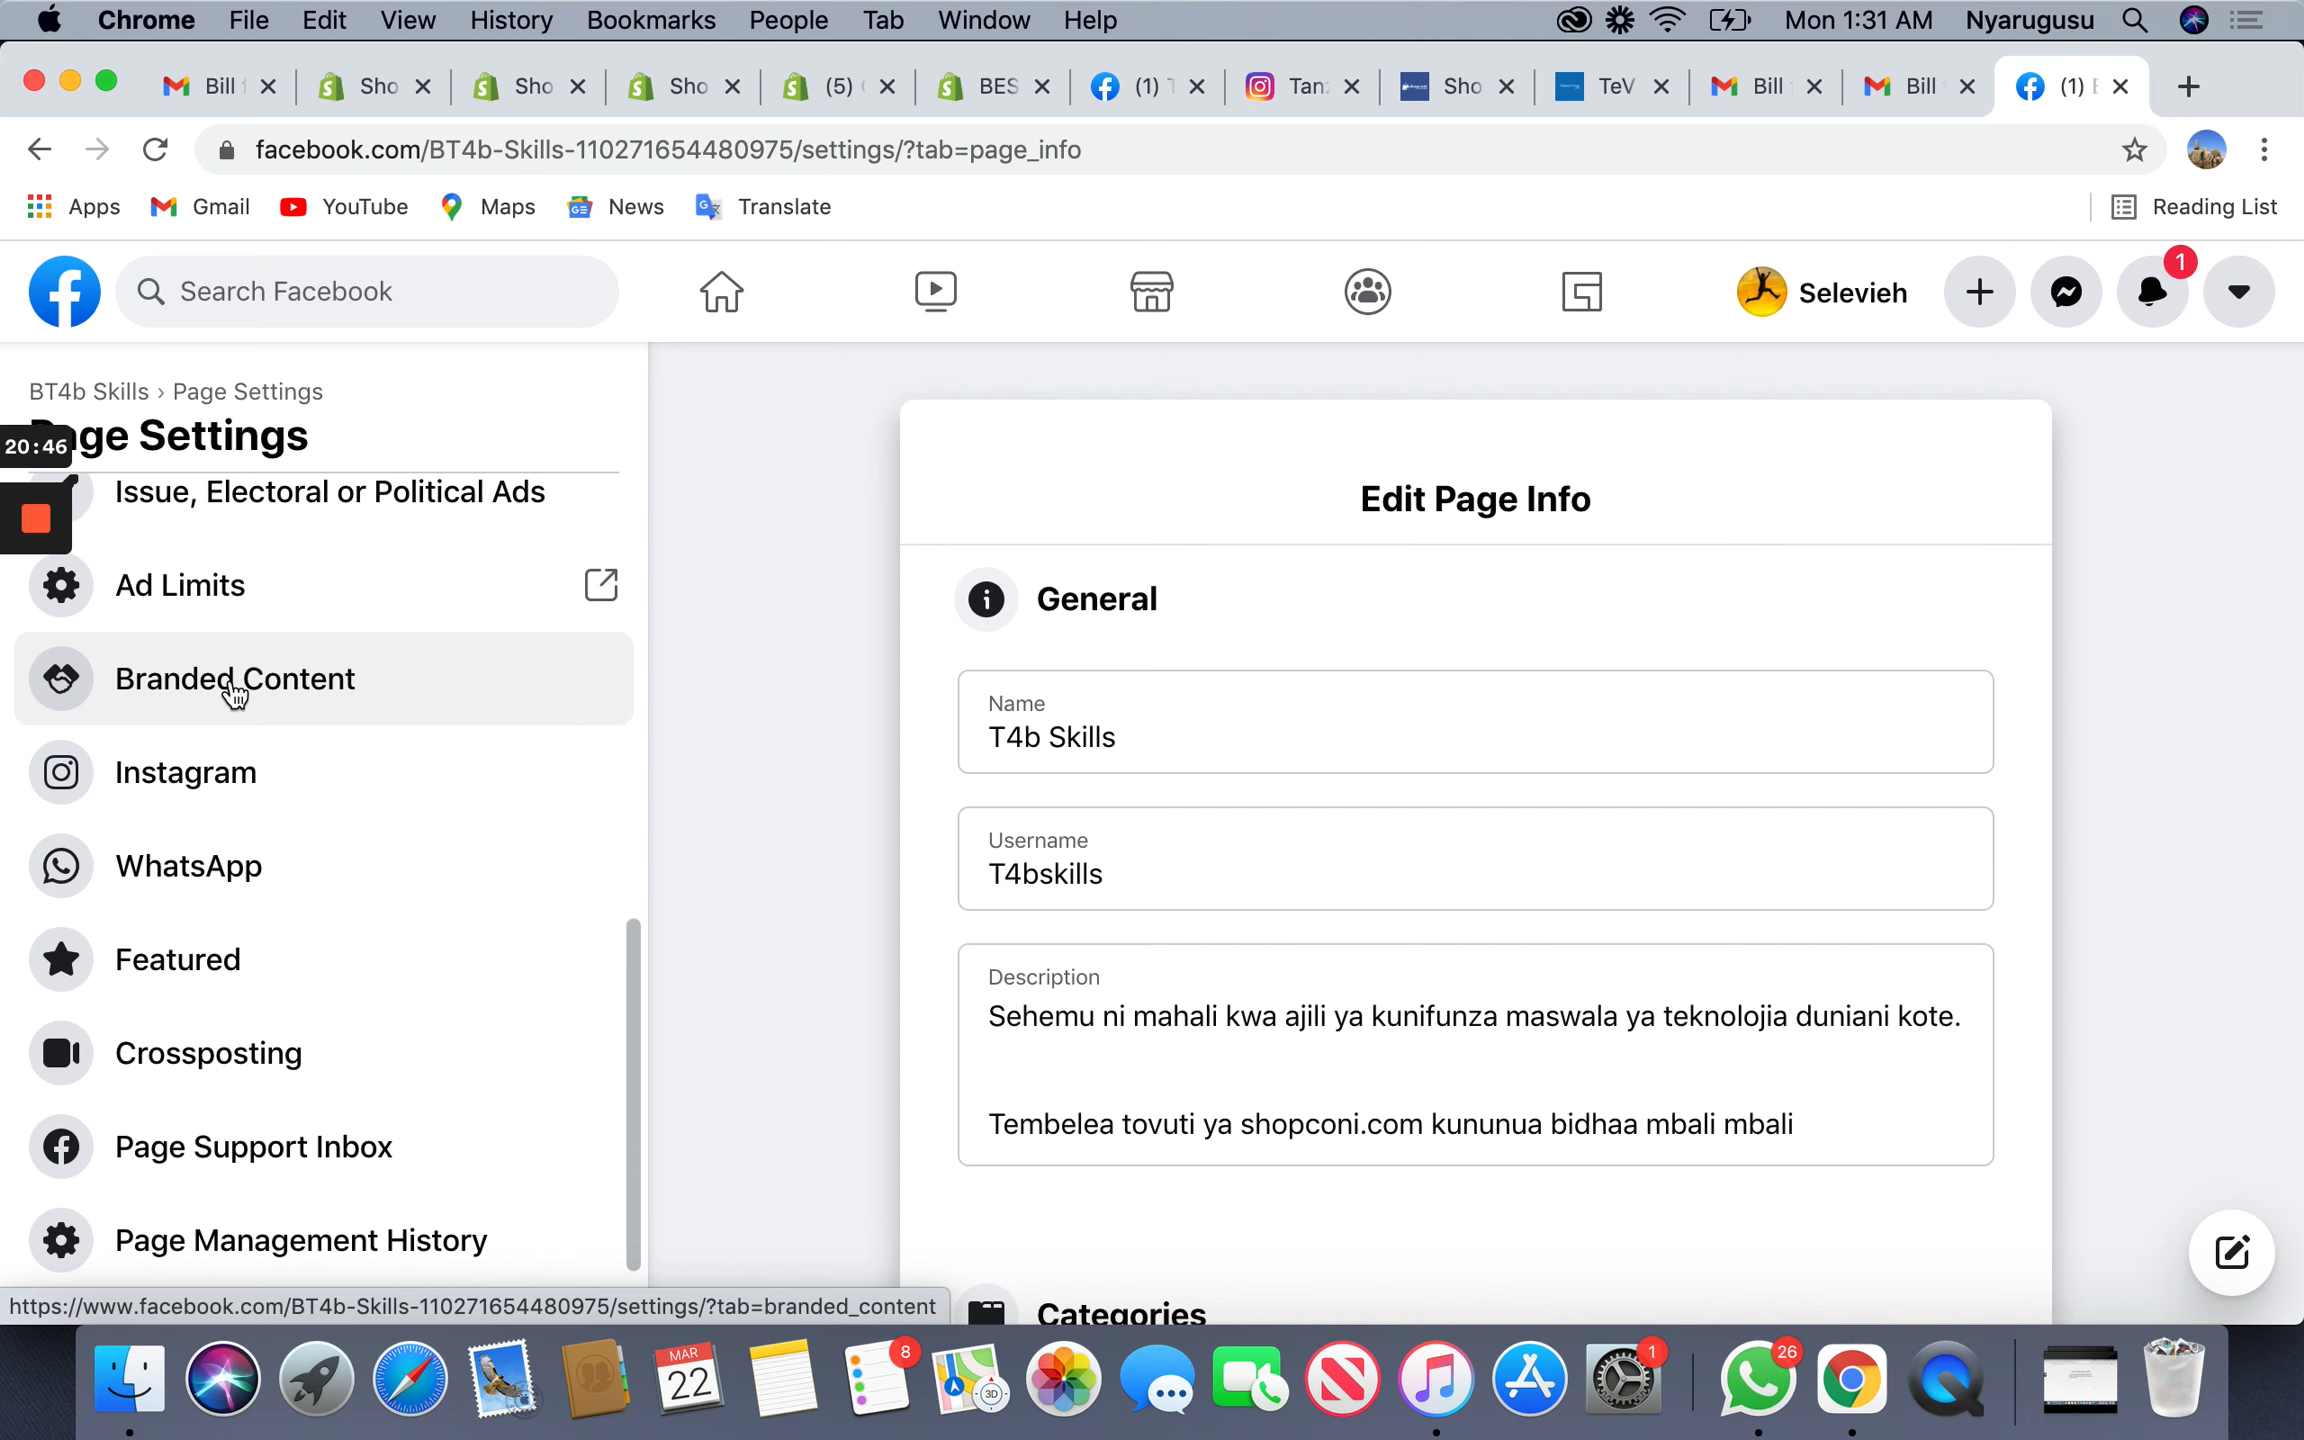 Chrome File Edit View History Bookmarks People Tab Window Help Mon 1:31 AM Nyarugusu
Bill Sho Sho Sho (5) BES (1) Tan Sho TeV Bill Bill (1)
facebook.com/BT4b-Skills-110271654480975/settings/?tab=page_info
Apps Gmail YouTube Maps News Translate Reading List
Search Facebook Selevieh 1
BT4b Skills › Page Settings
age Settings
20:46
Issue, Electoral or Political Ads
Ad Limits
Branded Content
Instagram
WhatsApp
Featured
Crossposting
Page Support Inbox
Page Management History
Edit Page Info
General
Name
T4b Skills
Username
T4bskills
Description
Sehemu ni mahali kwa ajili ya kunifunza maswala ya teknolojia duniani kote.
Tembelea tovuti ya shopconi.com kununua bidhaa mbali mbali
Categories
https://www.facebook.com/BT4b-Skills-110271654480975/settings/?tab=branded_content
MAR
22
8
3D
1
26